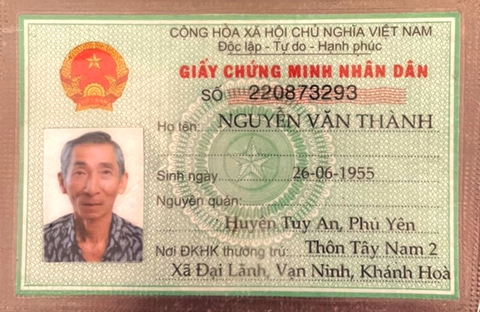 CỘNG HÒA XÃ HỘI CHỦ NGHĨA VIỆT NAM
Độc lập - Tự do - Hạnh phúc
GIẤY CHỨNG MINH NHÂN DÂN
SỐ 220873293
Họ tên: NGUYỄN VĂN THÀNH
Sinh ngày 26-06-1955
Nguyên quán:
Huyện Tuy An, Phú Yên
Nơi ĐKHK thường trú: Thôn Tây Nam 2
Xã Đại Lãnh, Vạn Ninh, Khánh Hoà